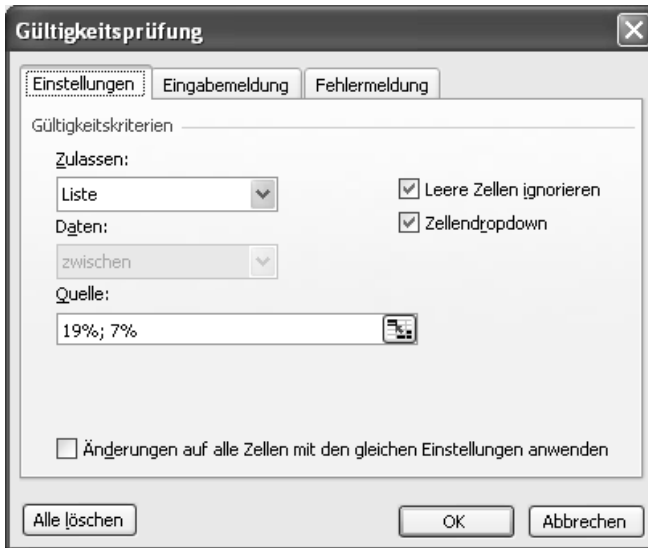 Gültigkeitsprüfung
Einstellungen Eingabemeldung Fehlermeldung
Gültigkeitskriterien
Zulassen:
Liste
Leere Zellen ignorieren
Daten:
Zellendropdown
zwischen
Quelle:
19%; 7%
Änderungen auf alle Zellen mit den gleichen Einstellungen anwenden
Alle löschen OK Abbrechen